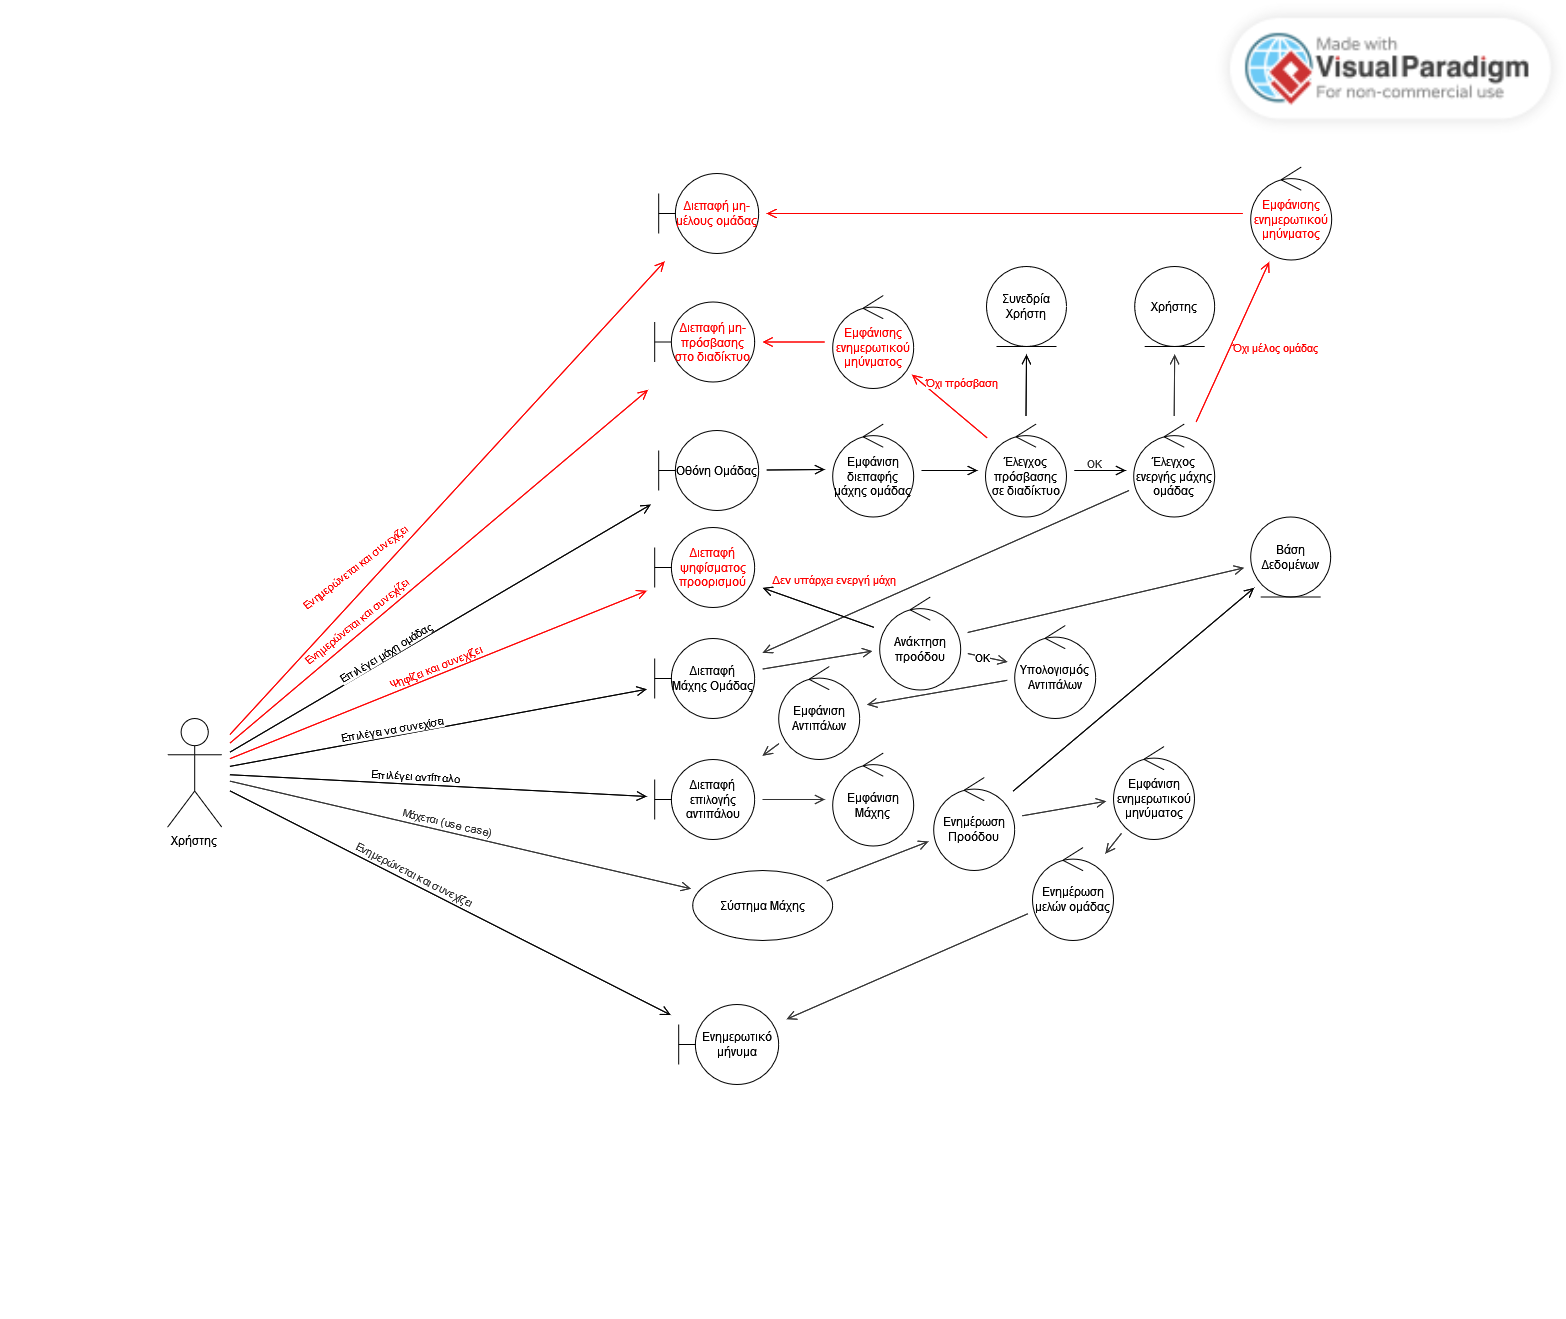 Made with
Visual Paradigm
For non-commercial use
Διεπαφή μη-
μέλους ομάδας
Εμφάνισης
ενημερωτικού
μηύνματος
Διεπαφή μη-
πρόσβασης
στο διαδίκτυο
Εμφάνισης
ενημερωτικού
μηύνματος
Συνεδρία
Χρήστη
Χρήστης
Όχι μέλος ομάδας
Όχι πρόσβαση
Οθόνη Ομάδας
Εμφάνιση
διεπαφής
μάχης ομάδας
Έλεγχος
πρόσβασης
σε διαδίκτυο
OK
Έλεγχος
ενεργής μάχης
ομάδας
Ενημερώνεται και συνεχίζει
Ενημερώνεται και συνεχίζει
Επιλέγει μάχη ομάδας
Ψηφίζει και συνεχίζει
Επιλέγει να συνεχίσει
Επιλέγει αντίπαλο
Μάχεται (use case)
Ενημερώνεται και συνεχίζει
Χρήστης
Διεπαφή
ψηφίσματος
προορισμού
Δεν υπάρχει ενεργή μάχη
Βάση
Δεδομένων
Διεπαφή
Μάχης Ομάδας
Ανάκτηση
προόδου
OK
Υπολογισμός
Αντιπάλων
Εμφάνιση
Αντιπάλων
Διεπαφή
επιλογής
αντιπάλου
Εμφάνιση
Μάχης
Ενημέρωση
Προόδου
Εμφάνιση
ενημερωτικού
μηνύματος
Σύστημα Μάχης
Ενημέρωση
μελών ομάδας
Ενημερωτικό
μήνυμα